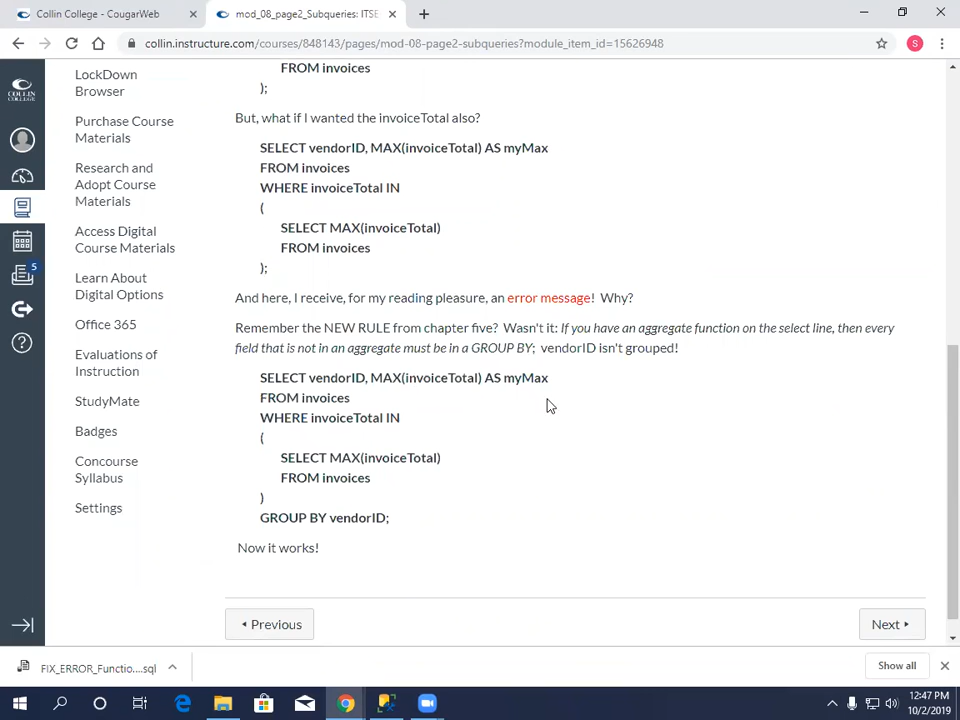 Collin College - CougarWeb
mod_08_page2_Subqueries: ITSE
collin.instructure.com/courses/848143/pages/mod-08-page2-subqueries?module_item_id=15626948
S
COLLIN
COLLEGE
5
LockDown
Browser
Purchase Course
Materials
Research and
Adopt Course
Materials
Access Digital
Course Materials
Learn About
Digital Options
Office 365
Evaluations of
Instruction
StudyMate
Badges
Concourse
Syllabus
Settings
FROM invoices
);
But, what if I wanted the invoiceTotal also?
SELECT vendorID, MAX(invoiceTotal) AS myMax
FROM invoices
WHERE invoiceTotal IN
(
SELECT MAX(invoiceTotal)
FROM invoices
);
And here, I receive, for my reading pleasure, an error message! Why?
Remember the NEW RULE from chapter five? Wasn't it: If you have an aggregate function on the select line, then every
field that is not in an aggregate must be in a GROUP BY; vendorID isn't grouped!
SELECT vendorID, MAX(invoiceTotal) AS myMax
FROM invoices
WHERE invoiceTotal IN
(
SELECT MAX(invoiceTotal)
FROM invoices
)
GROUP BY vendorID;
Now it works!
Previous
Next
FIX_ERROR_Functio....sql
Show all
12:47 PM
10/2/2019